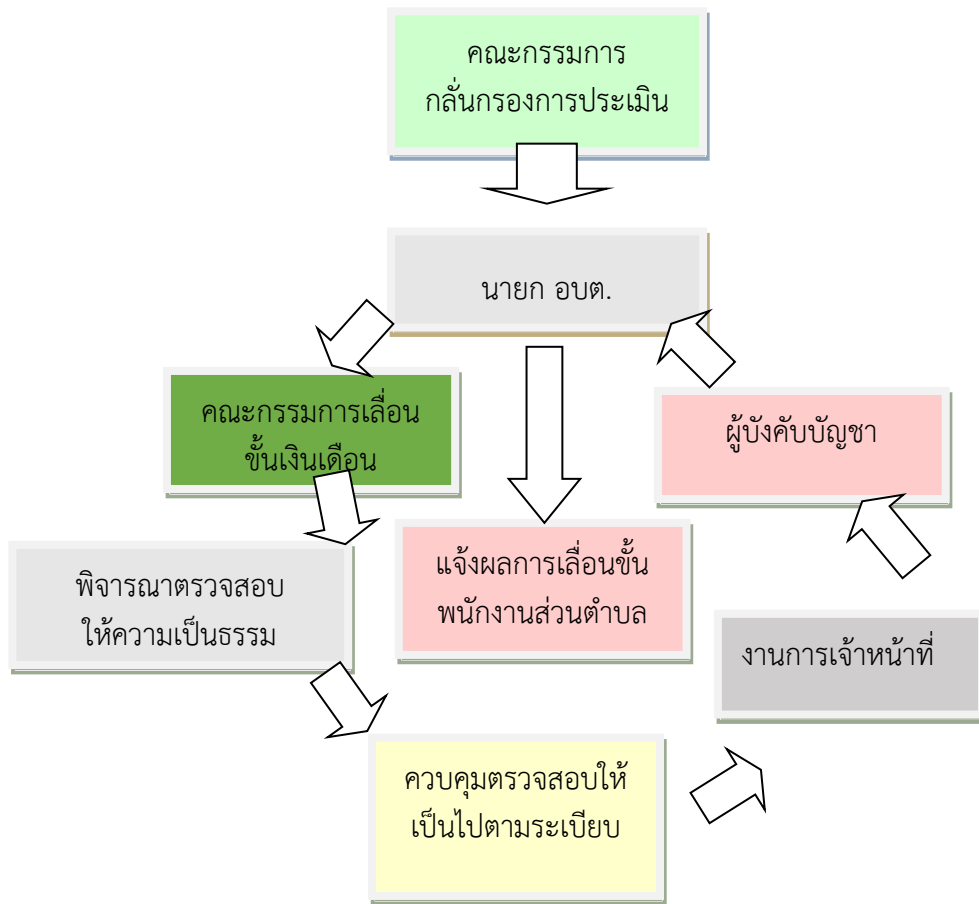 คณะกรรมการ
กลั่นกรองการประเมิน
นายก อบต.
คณะกรรมการเลื่อน
ขั้นเงินเดือน
ผู้บังคับบัญชา
พิจารณาตรวจสอบ
ให้ความเป็นธรรม
แจ้งผลการเลื่อนขั้น
พนักงานส่วนตำบล
งานการเจ้าหน้าที่
ควบคุมตรวจสอบให้
เป็นไปตามระเบียบ